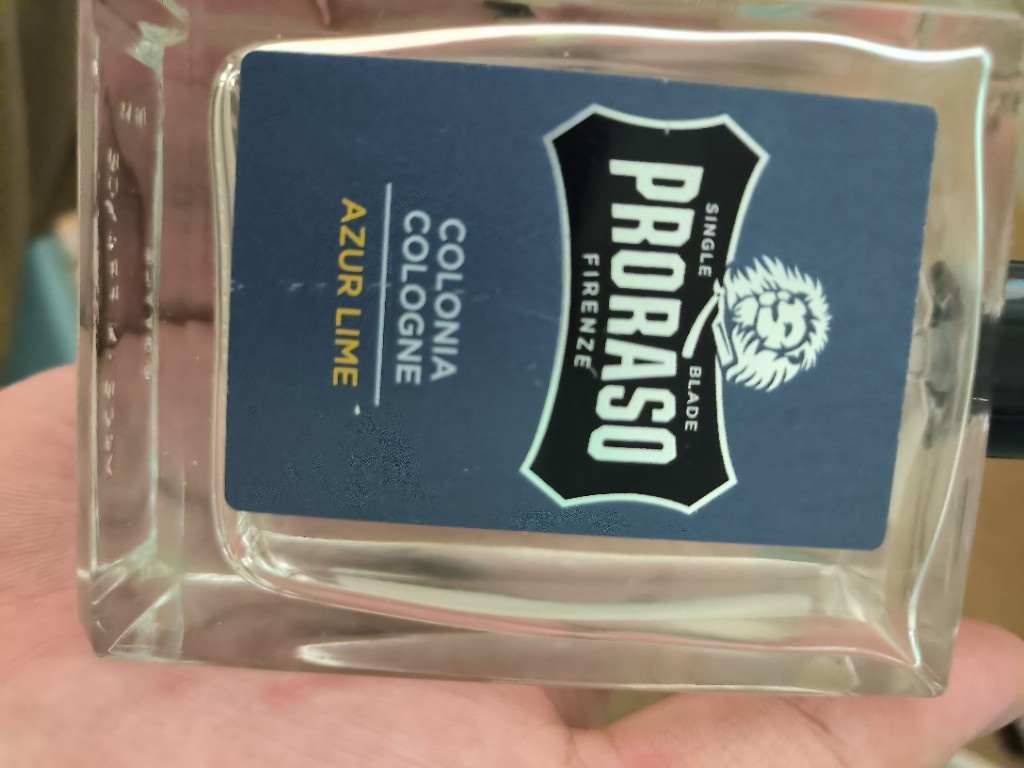 SINGLE BLADE
PRORASO
FIRENZE
COLONIA
COLOGNE
AZUR LIME